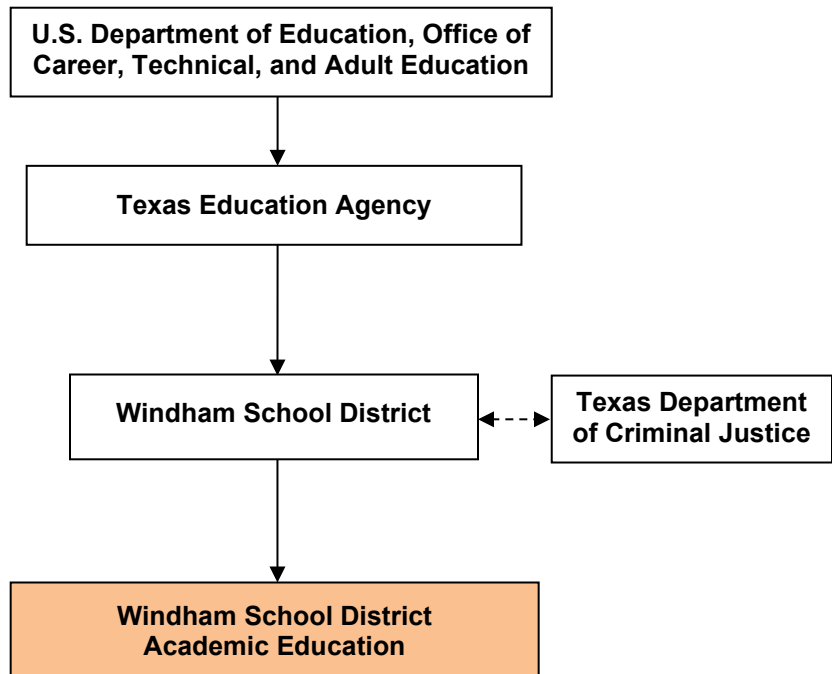 U.S. Department of Education, Office of
Career, Technical, and Adult Education
Texas Education Agency
Windham School District
Texas Department
of Criminal Justice
Windham School District
Academic Education